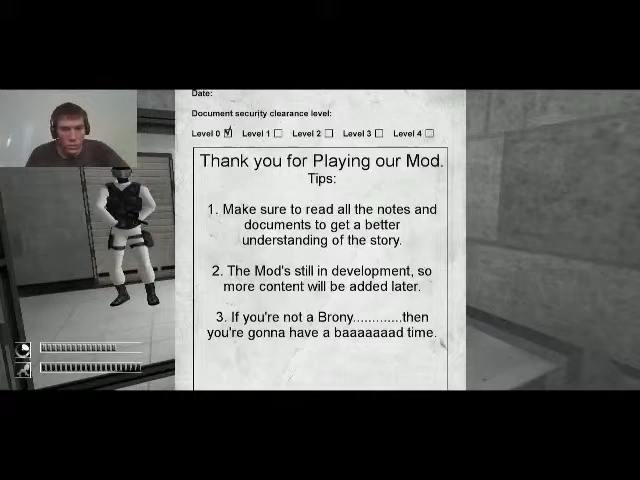 Date:
Document security clearance level:
Level 0 Level 1 Level 2 Level 3 Level 4
Thank you for Playing our Mod.
Tips:
1. Make sure to read all the notes and
documents to get a better
understanding of the story.
2. The Mod's still in development, so
more content will be added later.
3. If you're not a Brony............then
you're gonna have a baaaaaaad time.